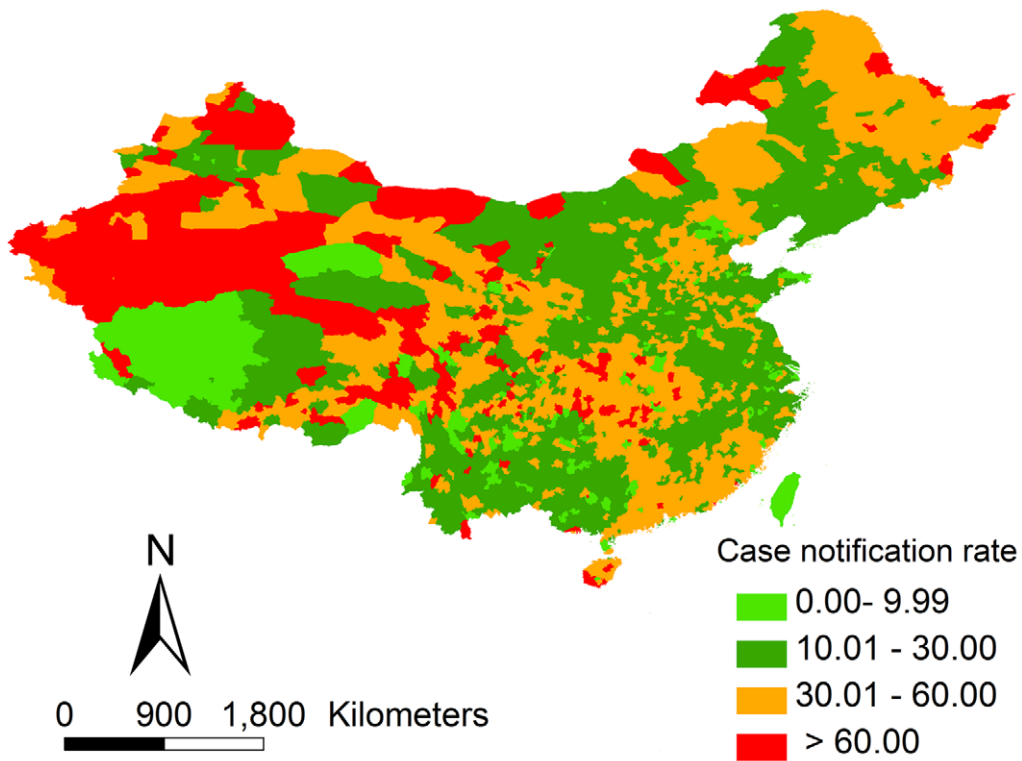 N
0 900 1,800 Kilometers
Case notification rate
0.00- 9.99
10.01 - 30.00
30.01 - 60.00
> 60.00